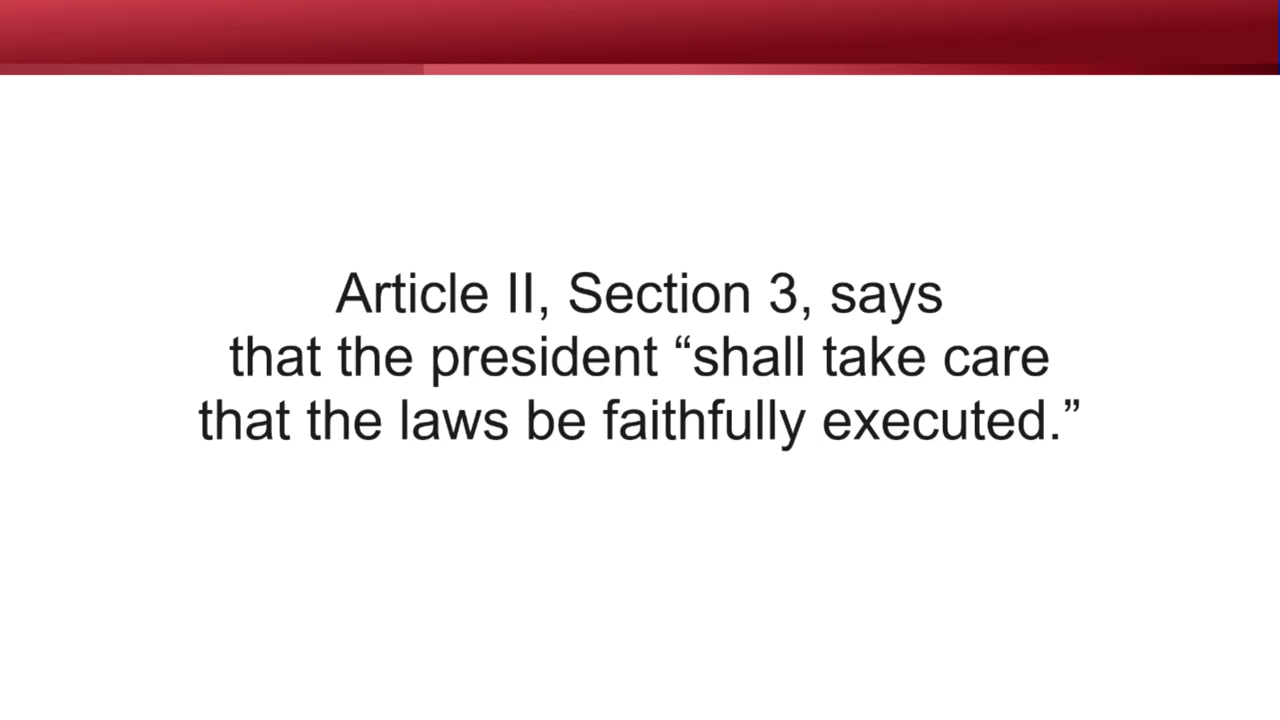 Article II, Section 3, says
that the president “shall take care
that the laws be faithfully executed.”